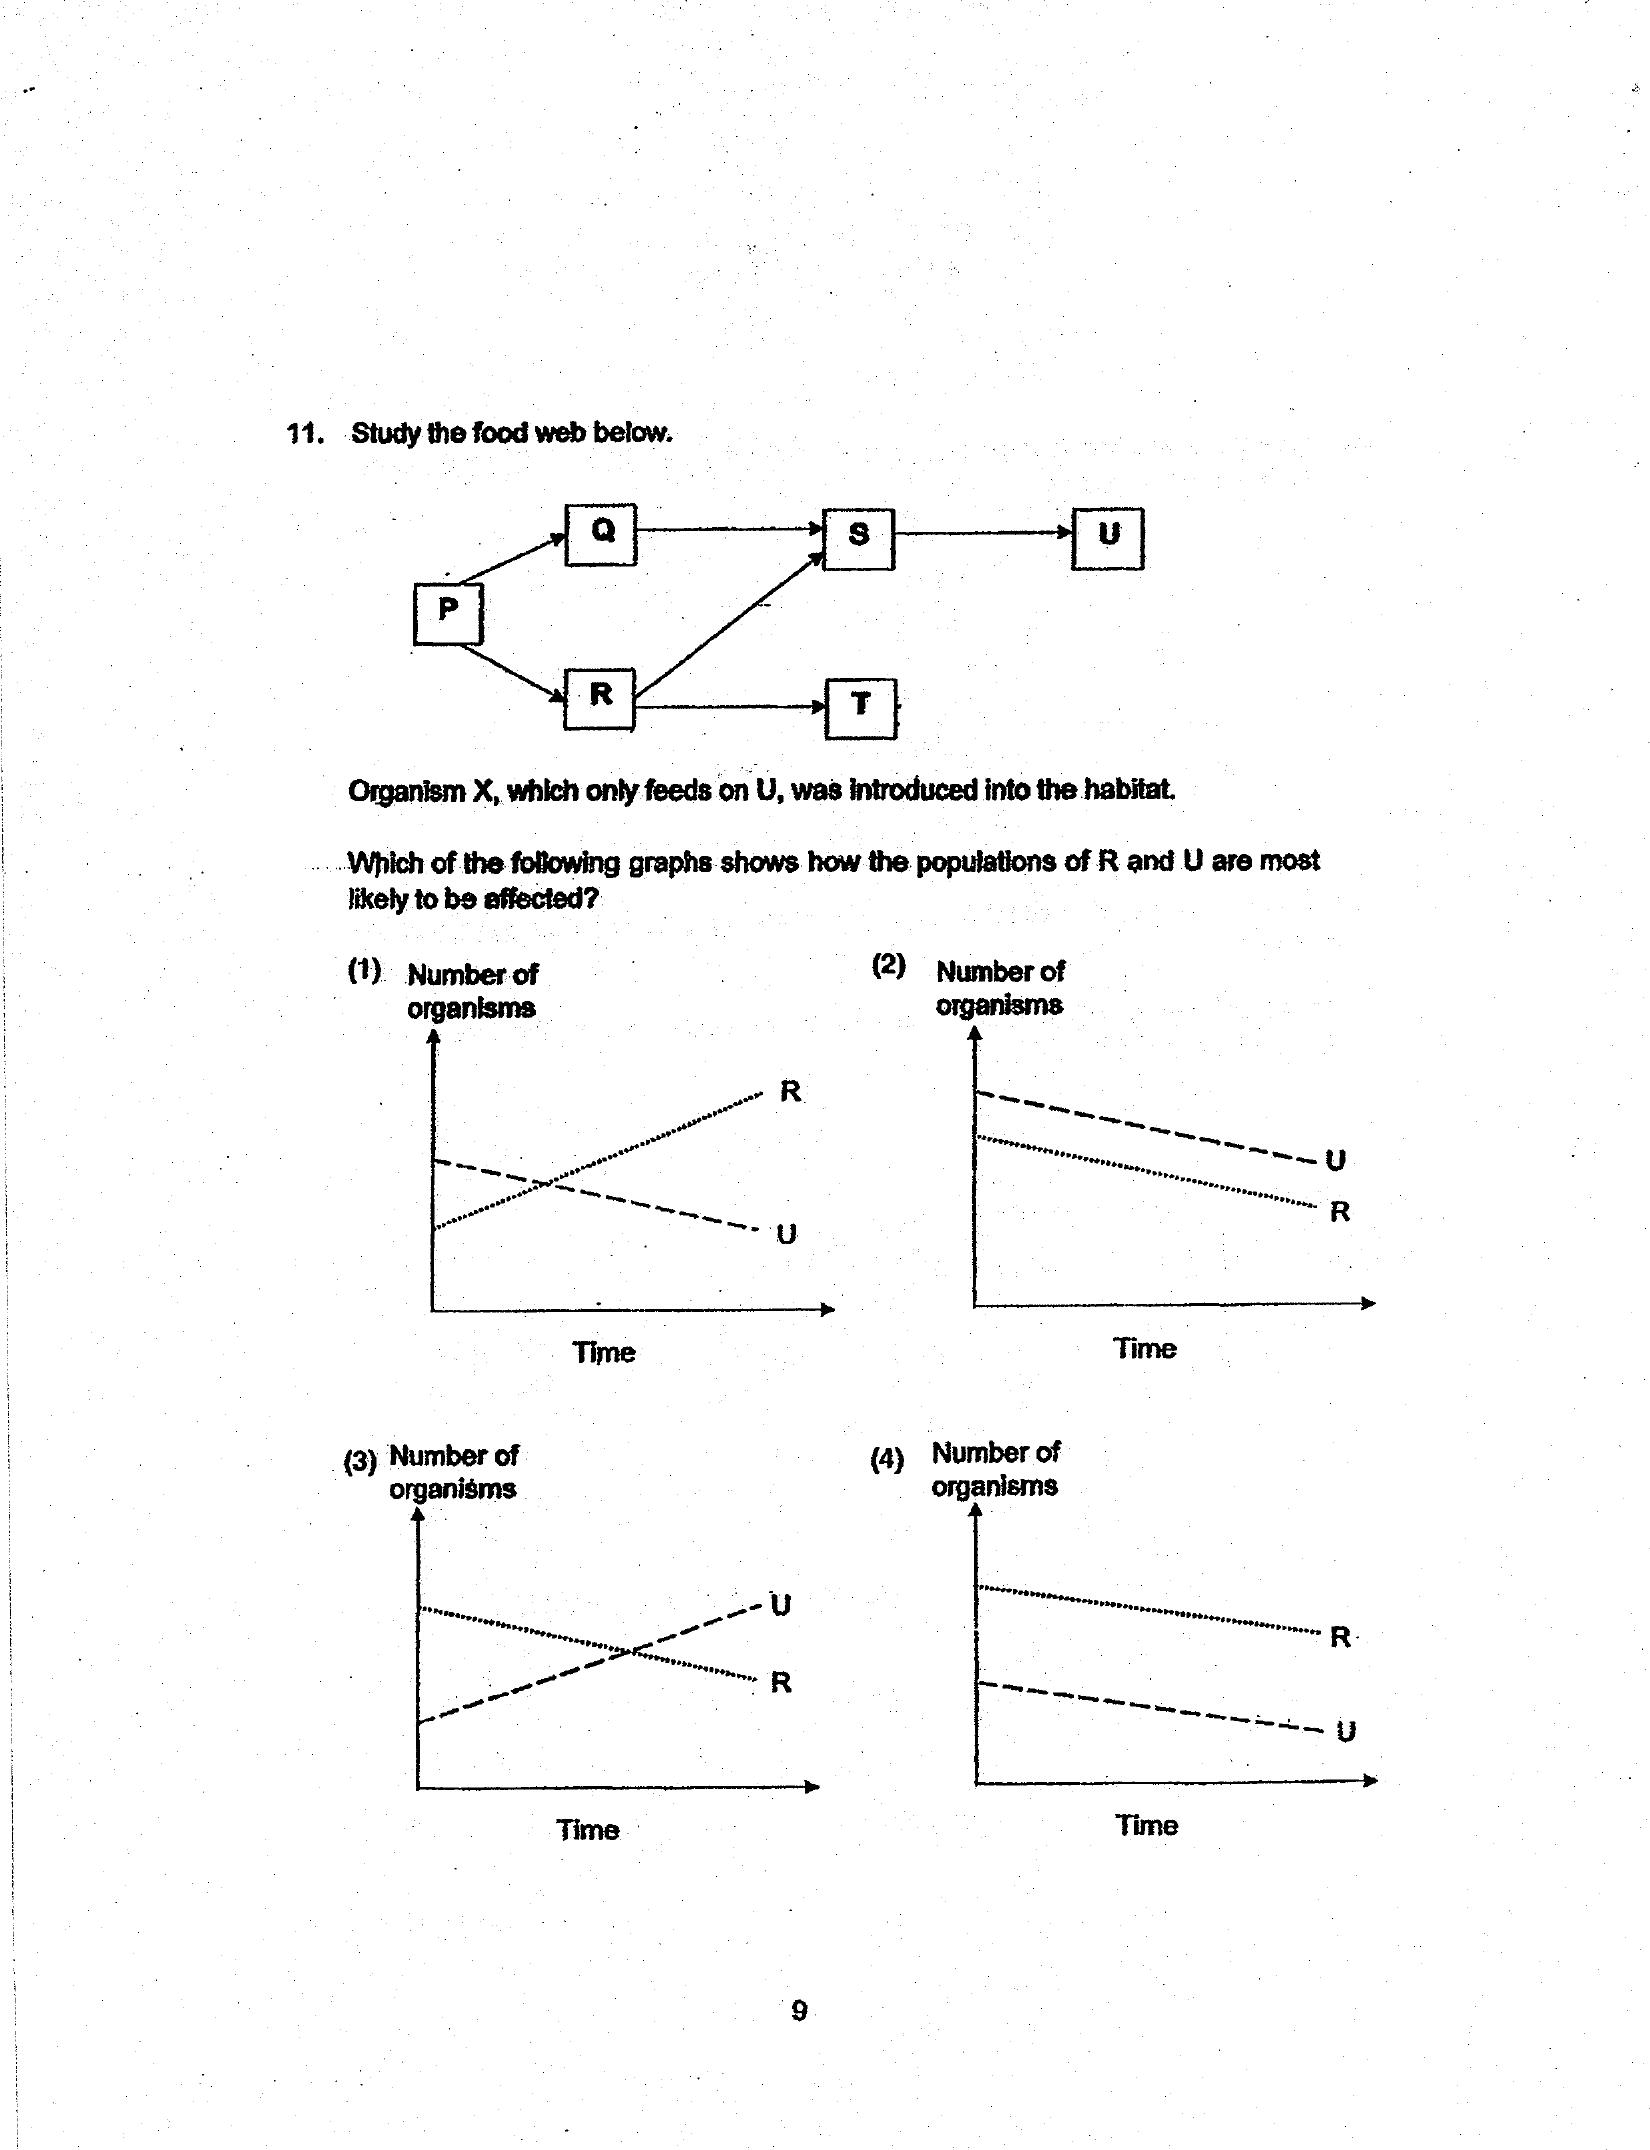 11. Study the food web below.
Q
S
U
P
R
T
Organism X, which only feeds on U, was introduced into the habitat.
Which of the following graphs shows how the populations of R and U are most
likely to be affected?
(1) Number of
organisms
R
U
Time
(2) Number of
organisms
U
R
Time
(3) Number of
organisms
U
R
Time
(4) Number of
organisms
R
U
Time
9